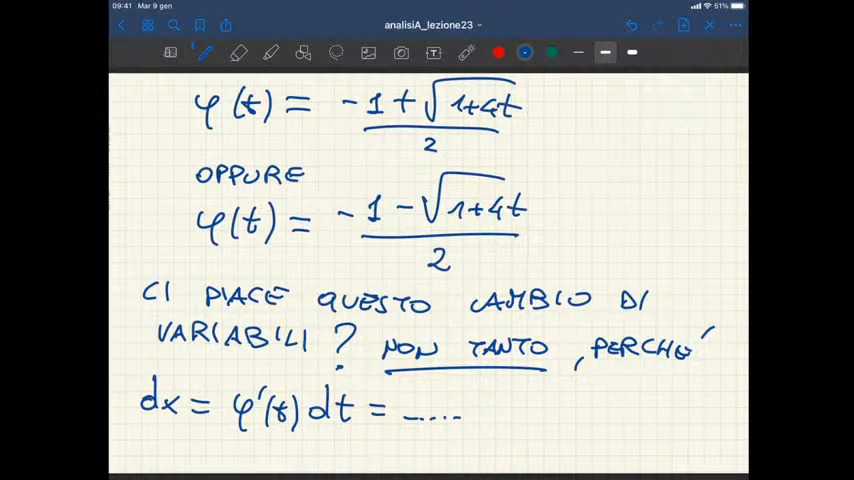 09:41 Mar 9 gen
51%
analisiA_lezione23
φ(t) = -1 + √(1+4t) / 2
OPPURE
φ(t) = -1 - √(1+4t) / 2
CI PIACE QUESTO CAMBIO DI
VARIABILI? NON TANTO, PERCHE'
dx = φ'(t) dt = .....